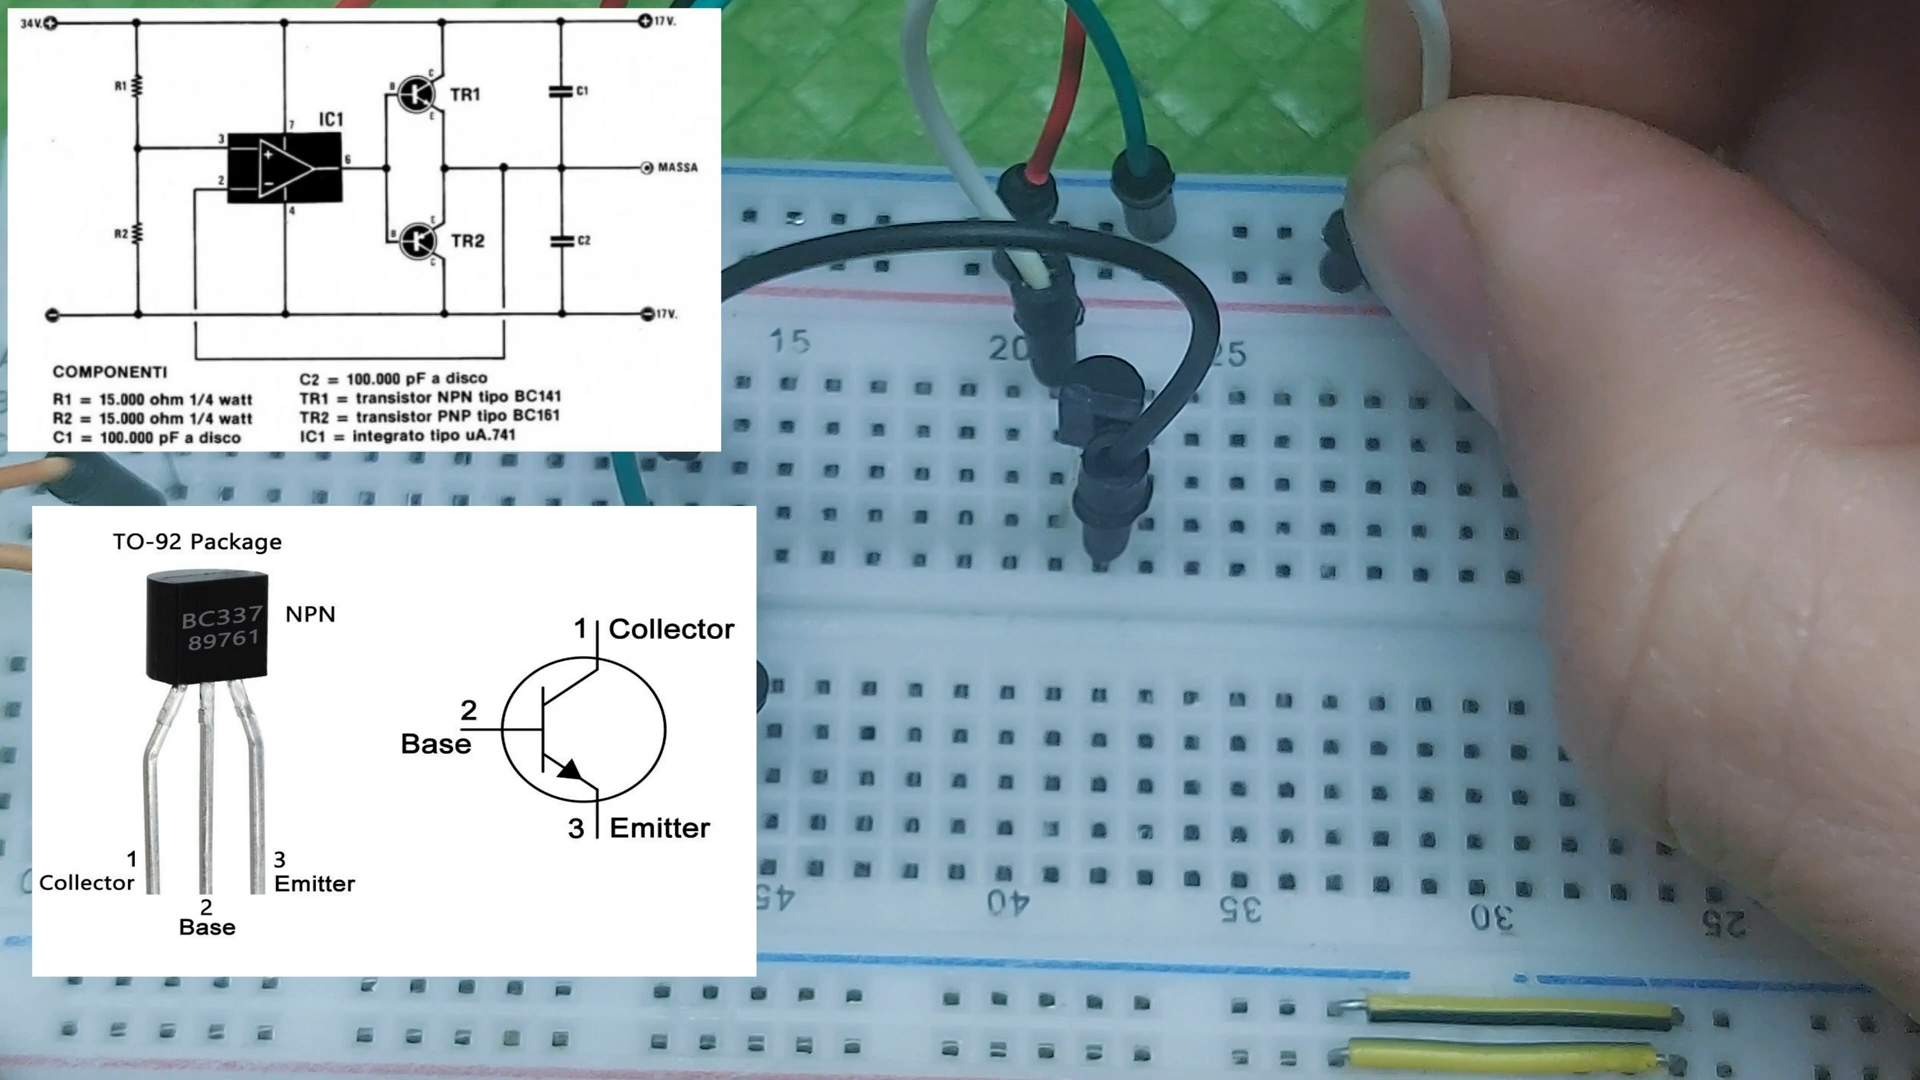 34V.
17V.
R1
C1
IC1
TR1
B
C
E
3
7
+
6
MASSA
2
-
4
R2
TR2
B
E
C
C2
17V.
COMPONENTI
R1 = 15.000 ohm 1/4 watt
R2 = 15.000 ohm 1/4 watt
C1 = 100.000 pF a disco
C2 = 100.000 pF a disco
TR1 = transistor NPN tipo BC141
TR2 = transistor PNP tipo BC161
IC1 = integrato tipo uA.741
15
20
25
TO-92 Package
BC337
89761
NPN
1
Collector
2
Base
3
Emitter
1 Collector
2
Base
3 Emitter
45
40
35
30
25